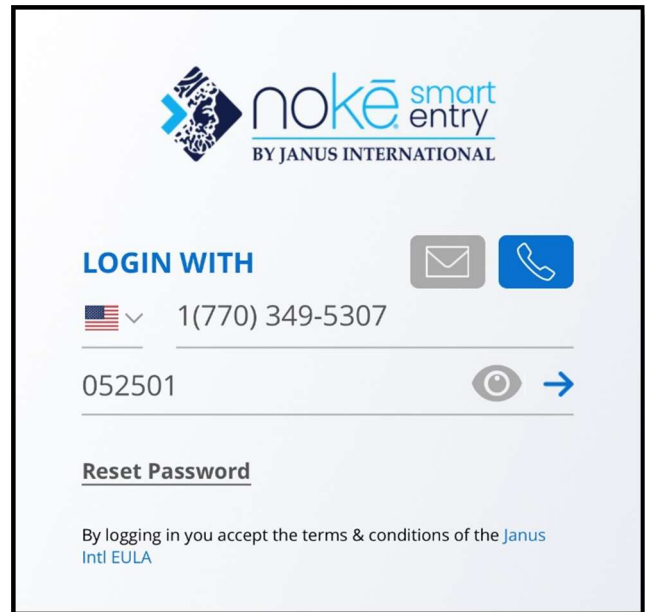 nokē smart entry
BY JANUS INTERNATIONAL
LOGIN WITH
1(770) 349-5307
052501
Reset Password
By logging in you accept the terms & conditions of the Janus
Intl EULA